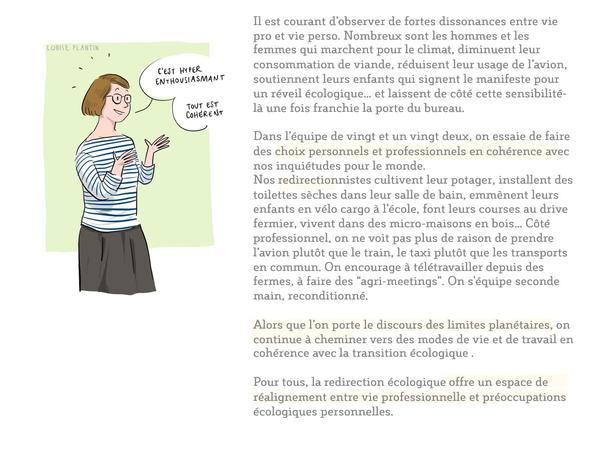 LOUISE PLANTIN
C'EST HYPER
ENTHOUSIASMANT
TOUT EST
COHÉRENT
Il est courant d'observer de fortes dissonances entre vie
pro et vie perso. Nombreux sont les hommes et les
femmes qui marchent pour le climat, diminuent leur
consommation de viande, réduisent leur usage de l'avion,
soutiennent leurs enfants qui signent le manifeste pour
un réveil écologique... et laissent de côté cette sensibilité-
là une fois franchie la porte du bureau.
Dans l'équipe de vingt et un vingt deux, on essaie de faire
des choix personnels et professionnels en cohérence avec
nos inquiétudes pour le monde.
Nos redirectionnistes cultivent leur potager, installent des
toilettes sèches dans leur salle de bain, emmènent leurs
enfants en vélo cargo à l'école, font leurs courses au drive
fermier, vivent dans des micro-maisons en bois... Côté
professionnel, on ne voit pas plus de raison de prendre
l'avion plutôt que le train, le taxi plutôt que les transports
en commun. On encourage à télétravailler depuis des
fermes, à faire des “agri-meetings”. On s'équipe seconde
main, reconditionné.
Alors que l'on porte le discours des limites planétaires, on
continue à cheminer vers des modes de vie et de travail en
cohérence avec la transition écologique .
Pour tous, la redirection écologique offre un espace de
réalignement entre vie professionnelle et préoccupations
écologiques personnelles.